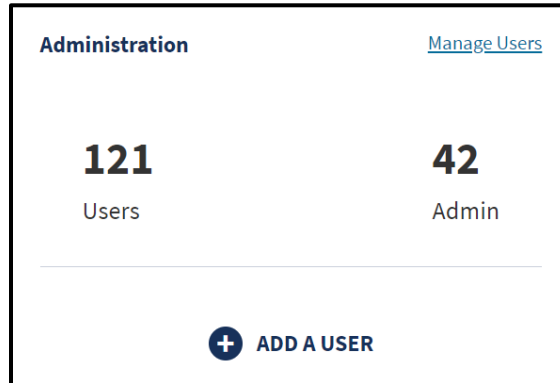 Administration
Manage Users
121
Users
42
Admin
ADD A USER